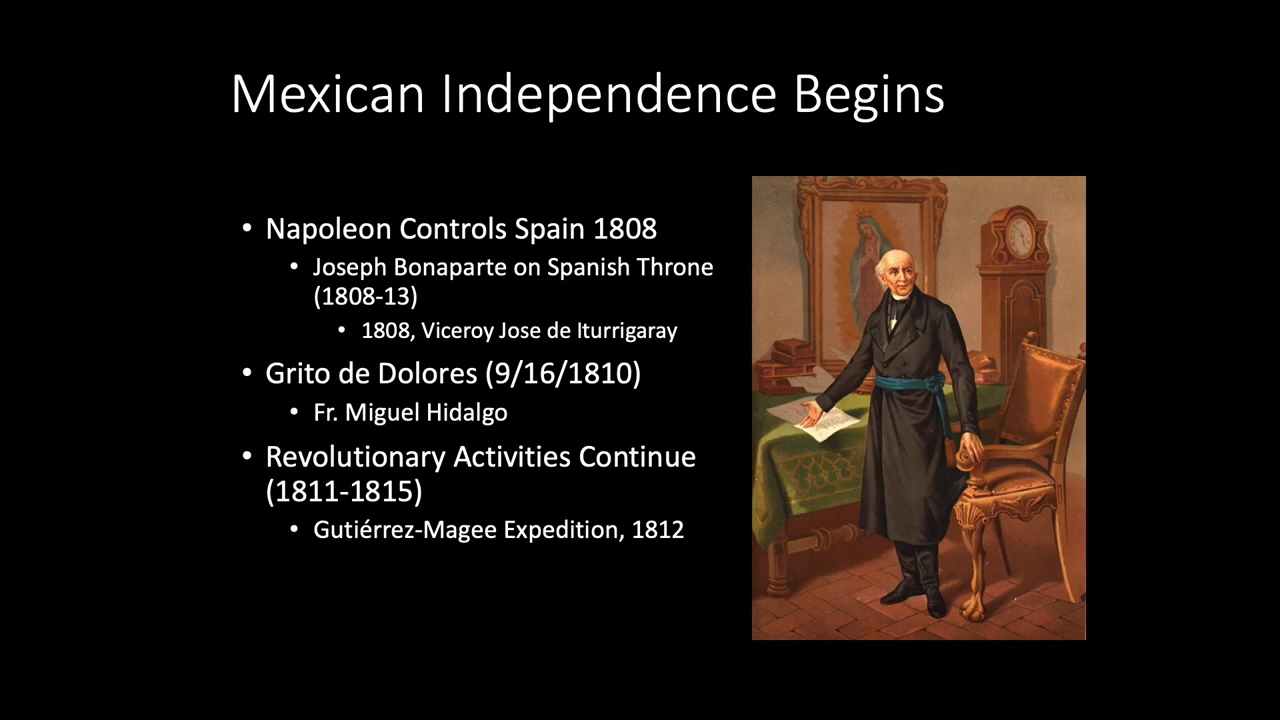 Mexican Independence Begins
• Napoleon Controls Spain 1808
• Joseph Bonaparte on Spanish Throne
(1808-13)
• 1808, Viceroy Jose de Iturrigaray
• Grito de Dolores (9/16/1810)
• Fr. Miguel Hidalgo
• Revolutionary Activities Continue
(1811-1815)
• Gutiérrez-Magee Expedition, 1812